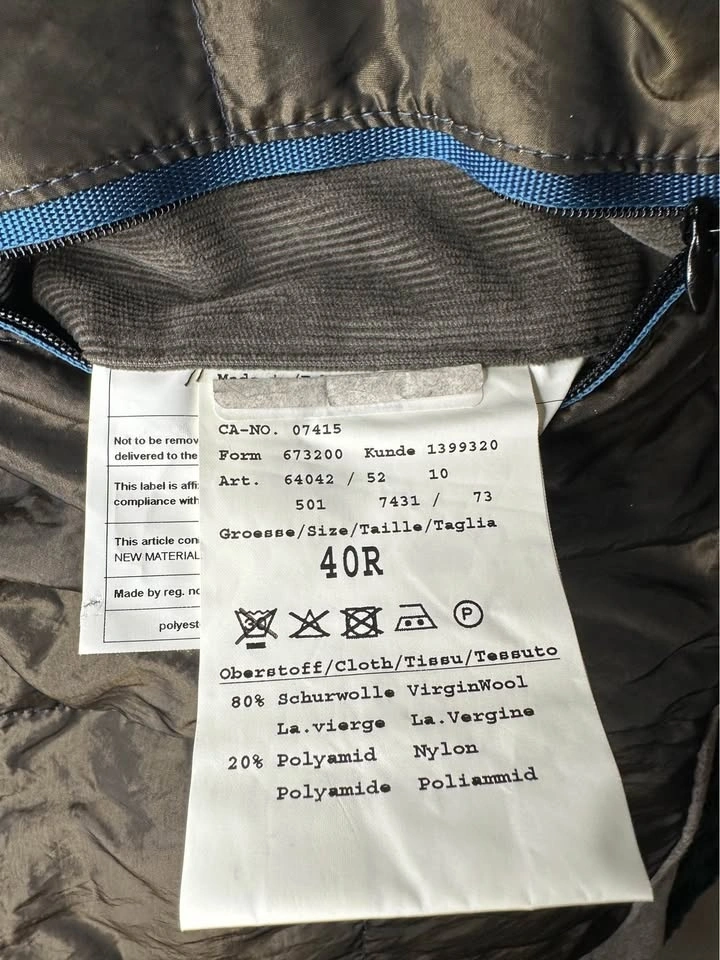 Not to be remov
delivered to the
This label is affi
compliance with
This article con
NEW MATERIAL
Made by reg. no
polyest
CA-NO. 07415
Form 673200 Kunde 1399320
Art. 64042 / 52 10
501 7431 / 73
Groesse/Size/Taille/Taglia
40R
P
Oberstoff/Cloth/Tissu/Tessuto
80% Schurwolle VirginWool
La.vierge La.Vergine
20% Polyamid Nylon
Polyamide Poliammid